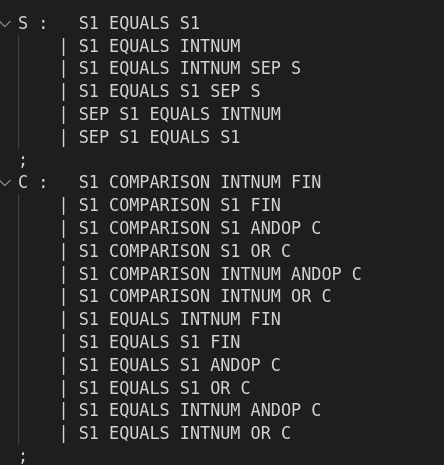 S :   S1 EQUALS S1
    | S1 EQUALS INTNUM
    | S1 EQUALS INTNUM SEP S
    | S1 EQUALS S1 SEP S
    | SEP S1 EQUALS INTNUM
    | SEP S1 EQUALS S1
;
C :   S1 COMPARISON INTNUM FIN
    | S1 COMPARISON S1 FIN
    | S1 COMPARISON S1 ANDOP C
    | S1 COMPARISON S1 OR C
    | S1 COMPARISON INTNUM ANDOP C
    | S1 COMPARISON INTNUM OR C
    | S1 EQUALS INTNUM FIN
    | S1 EQUALS S1 FIN
    | S1 EQUALS S1 ANDOP C
    | S1 EQUALS S1 OR C
    | S1 EQUALS INTNUM ANDOP C
    | S1 EQUALS INTNUM OR C
;